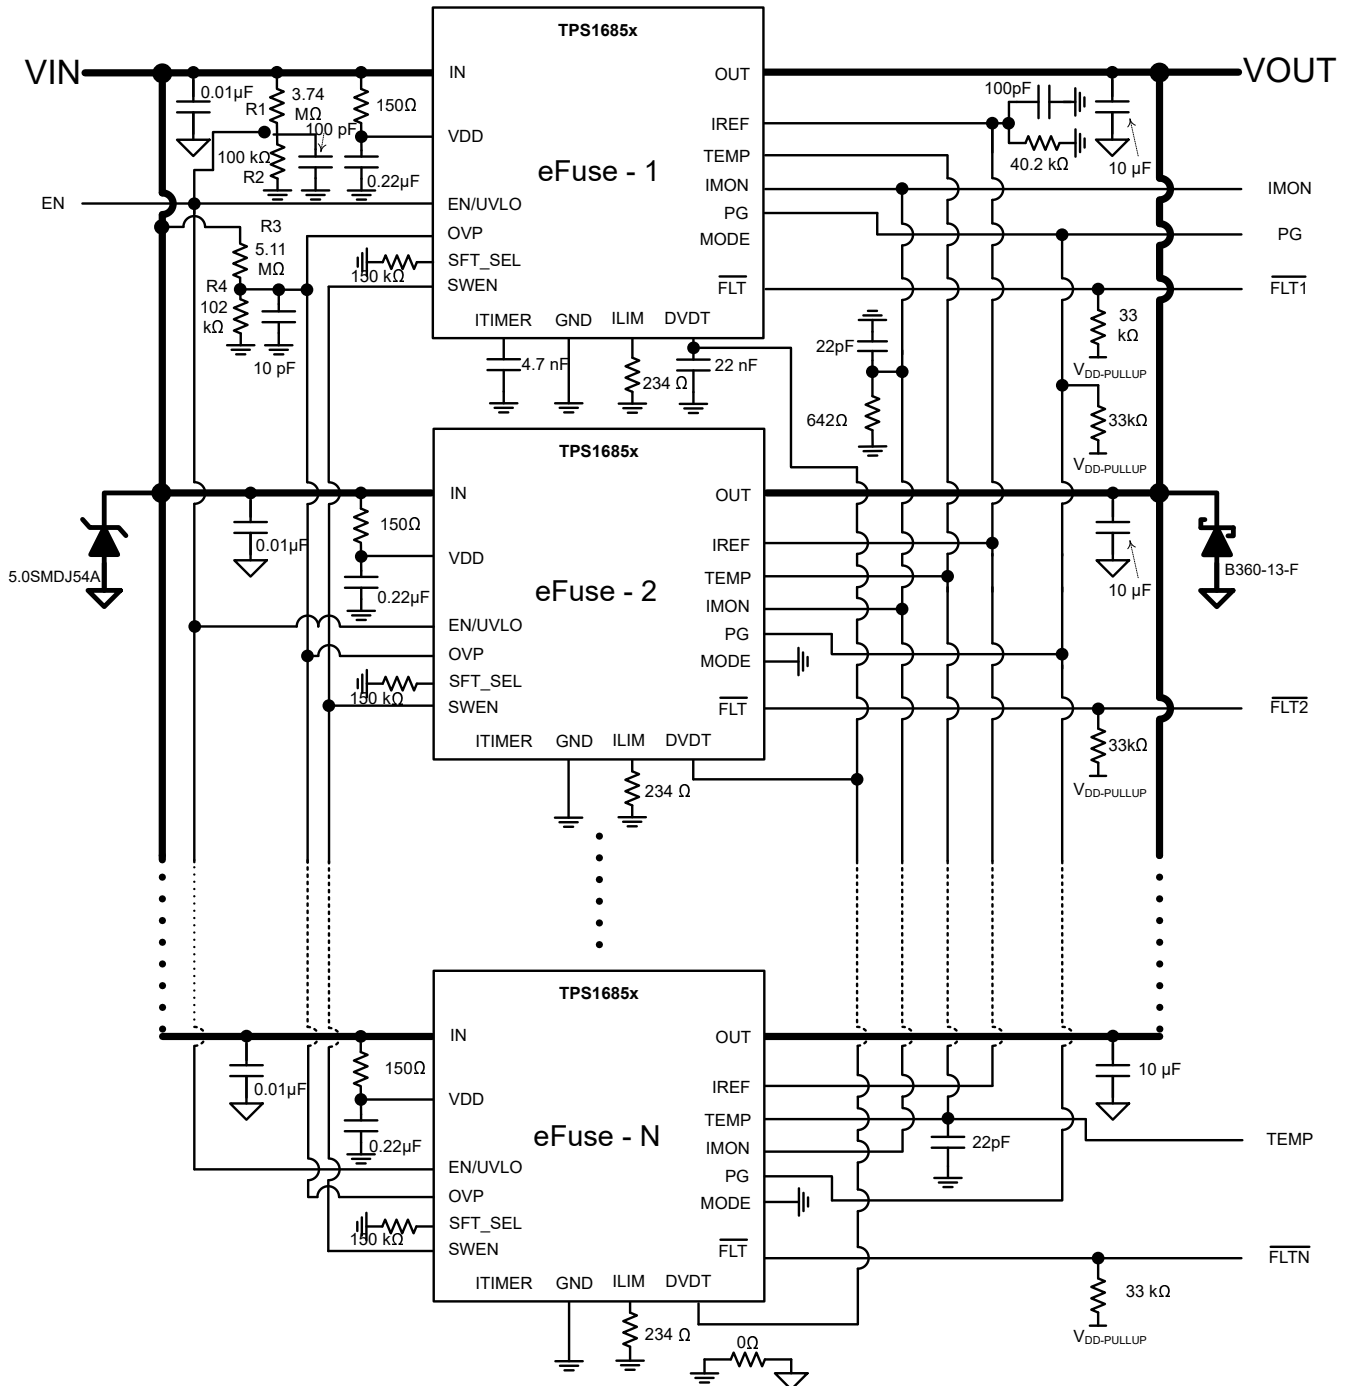 TPS1685x
VIN
IN
OUT
VOUT
0.01µF
R1
3.74
MΩ
150Ω
100pF
100 pF
VDD
IREF
100 kΩ
R2
0.22µF
eFuse - 1
TEMP
40.2 kΩ
10 µF
EN
EN/UVLO
IMON
IMON
R3
5.11
MΩ
OVP
PG
PG
MODE
150 kΩ
SFT_SEL
R4
102
kΩ
SWEN
FLT
FLT1
10 pF
ITIMER
GND
ILIM
DVDT
33
kΩ
VDD-PULLUP
4.7 nF
234 Ω
22 nF
22pF
642Ω
33kΩ
VDD-PULLUP
TPS1685x
IN
OUT
150Ω
0.01µF
VDD
IREF
5.0SMDJ54A
B360-13-F
0.22µF
eFuse - 2
TEMP
10 µF
EN/UVLO
IMON
OVP
PG
MODE
150 kΩ
SFT_SEL
SWEN
FLT
FLT2
ITIMER
GND
ILIM
DVDT
33kΩ
VDD-PULLUP
234 Ω
TPS1685x
IN
OUT
150Ω
0.01µF
10 µF
VDD
IREF
0.22µF
eFuse - N
TEMP
22pF
TEMP
EN/UVLO
IMON
OVP
PG
MODE
150 kΩ
SFT_SEL
SWEN
FLT
FLTN
ITIMER
GND
ILIM
DVDT
33 kΩ
VDD-PULLUP
234 Ω
0Ω